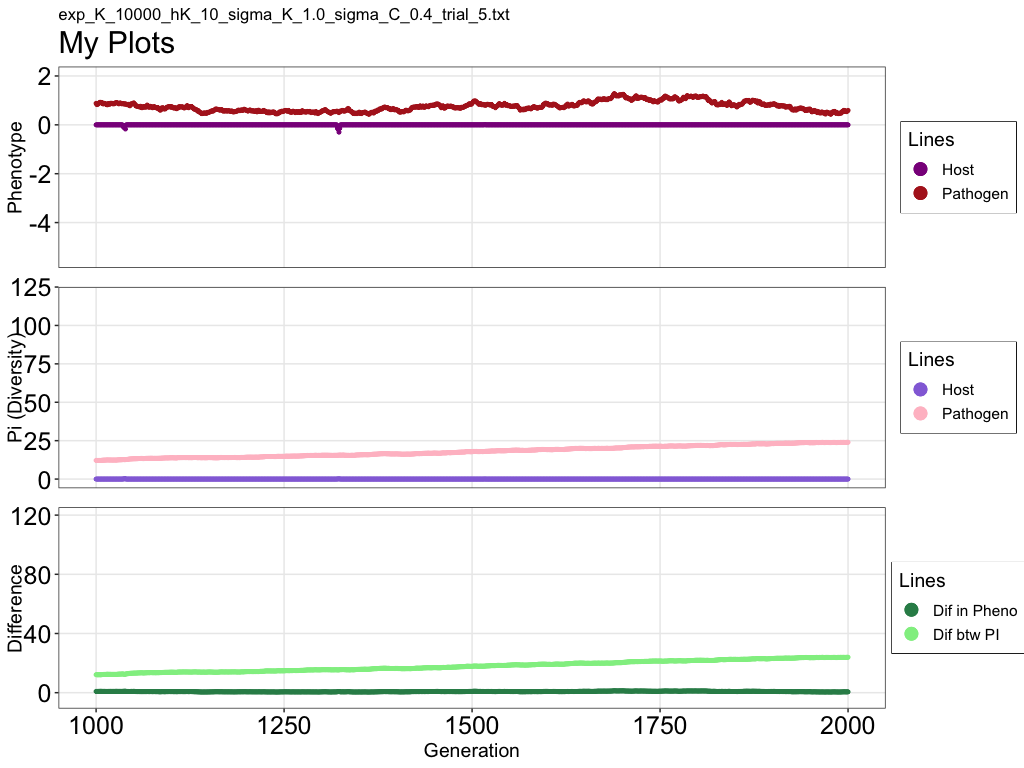 exp_K_10000_hK_10_sigma_K_1.0_sigma_C_0.4_trial_5.txt
My Plots
Phenotype
2
0
-2
-4
Lines
Host
Pathogen
Pi (Diversity)
125
100
75
50
25
0
Lines
Host
Pathogen
Difference
120
80
40
0
Lines
Dif in Pheno
Dif btw PI
1000 1250 1500 1750 2000
Generation